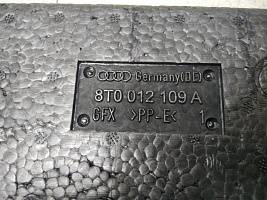 Germany(DE)
8T0 012 109 A
GFX >PP-E< 1